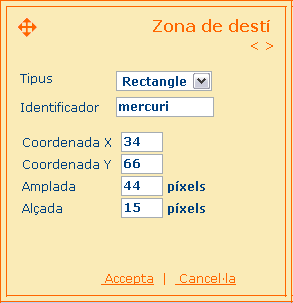 Zona de destí
< >
Tipus Rectangle
Identificador mercuri
Coordenada X 34
Coordenada Y 66
Amplada 44 píxels
Alçada 15 píxels
Accepta | Cancel·la